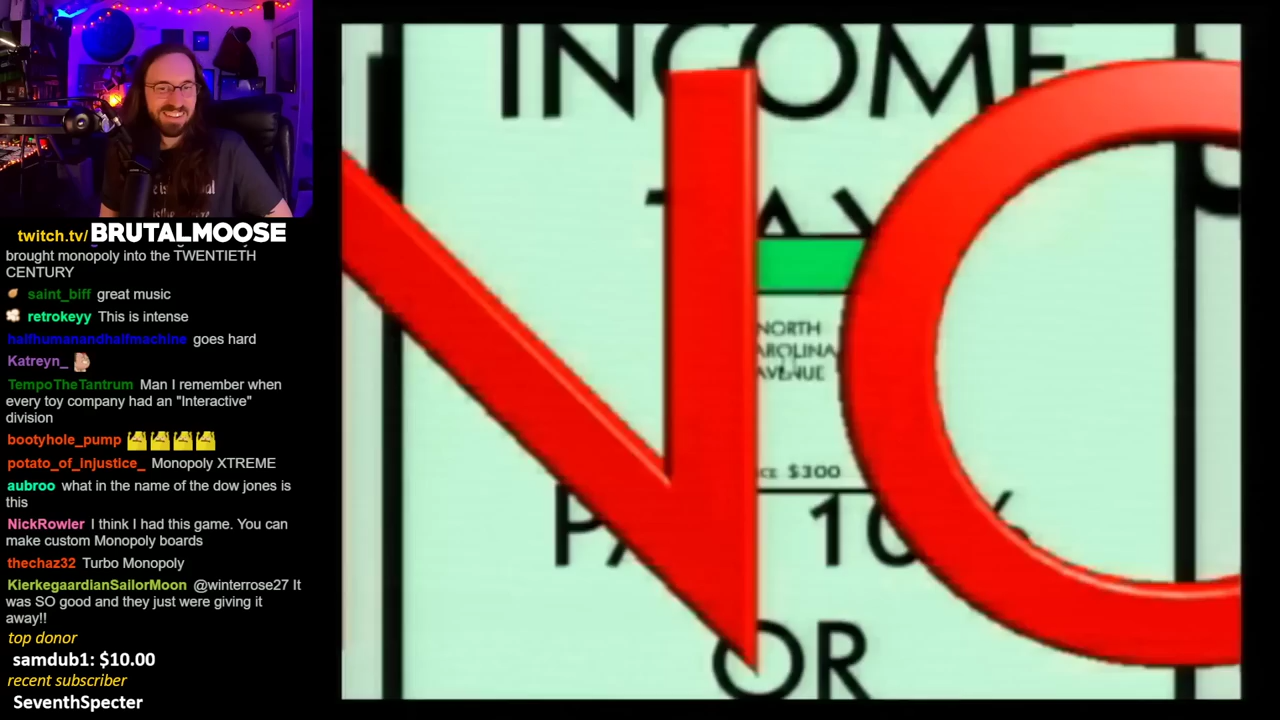 twitch.tv/BRUTALMOOSE
brought monopoly into the TWENTIETH
CENTURY
saint_biff great music
retrokeyy This is intense
halfhumanandhalfmachine goes hard
Katreyn_
TempoTheTantrum Man I remember when
every toy company had an "Interactive"
division
bootyhole_pump
potato_of_injustice_ Monopoly XTREME
aubroo what in the name of the dow jones is
this
NickRowler I think I had this game. You can
make custom Monopoly boards
thechaz32 Turbo Monopoly
KierkegaardianSailorMoon @winterrose27 It
was SO good and they just were giving it
away!!
top donor
samdub1: $10.00
recent subscriber
SeventhSpecter
INCOME
TAX
NO
NORTH
CAROLINA
AVENUE
$300
PAY 10%
OR